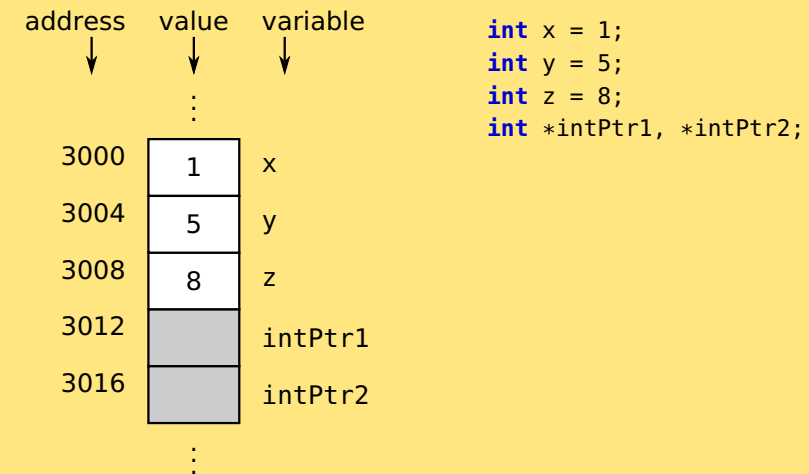 address value variable
int x = 1;
int y = 5;
int z = 8;
int *intPtr1, *intPtr2;
⋮
3000 1 x
3004 5 y
3008 8 z
3012 intPtr1
3016 intPtr2
⋮